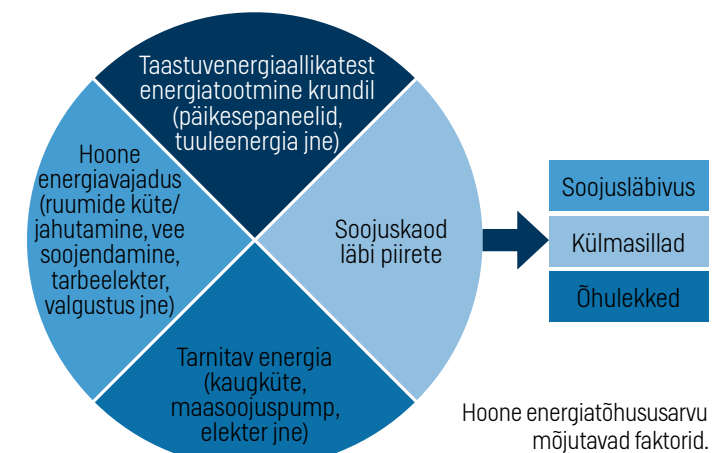 Taastuvenergiaallikatest
energiatootmine krundil
(päikesepaneelid,
tuuleenergia jne)
Hoone
energiavajadus
(ruumide küte/
jahutamine, vee
soojendamine,
tarbeelekter,
valgustus jne)
Soojuskaod
läbi piirete
Tarnitav energia
(kaugküte,
maasoojuspump,
elekter jne)
Soojusläbivus
Külmasillad
Õhulekked
Hoone energiatõhususarvu
mõjutavad faktorid.